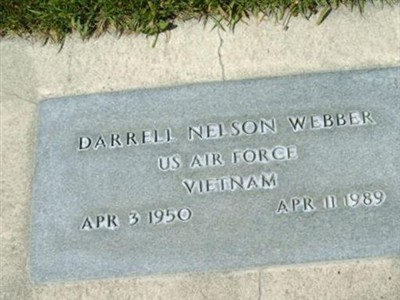 DARRELL NELSON WEBBER
US AIR FORCE
VIETNAM
APR 3 1950 APR 11 1989